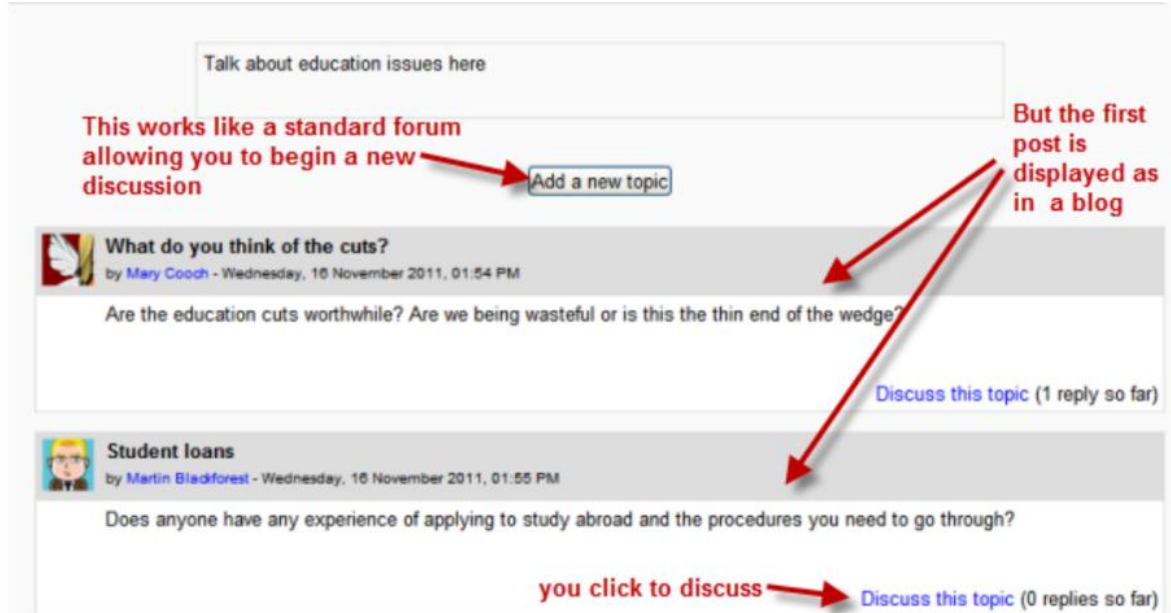 Talk about education issues here
This works like a standard forum
allowing you to begin a new
discussion
Add a new topic
But the first
post is
displayed as
in a blog
What do you think of the cuts?
by Mary Cooch - Wednesday, 16 November 2011, 01:54 PM
Are the education cuts worthwhile? Are we being wasteful or is this the thin end of the wedge?
Discuss this topic (1 reply so far)
Student loans
by Martin Blackforest - Wednesday, 16 November 2011, 01:55 PM
Does anyone have any experience of applying to study abroad and the procedures you need to go through?
you click to discuss
Discuss this topic (0 replies so far)